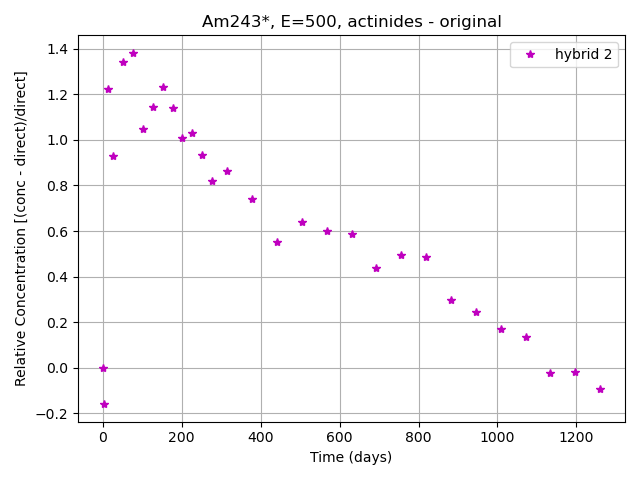 Am243*, E=500, actinides - original
hybrid 2
Relative Concentration [(conc - direct)/direct]
1.4
1.2
1.0
0.8
0.6
0.4
0.2
0.0
−0.2
0 200 400 600 800 1000 1200
Time (days)